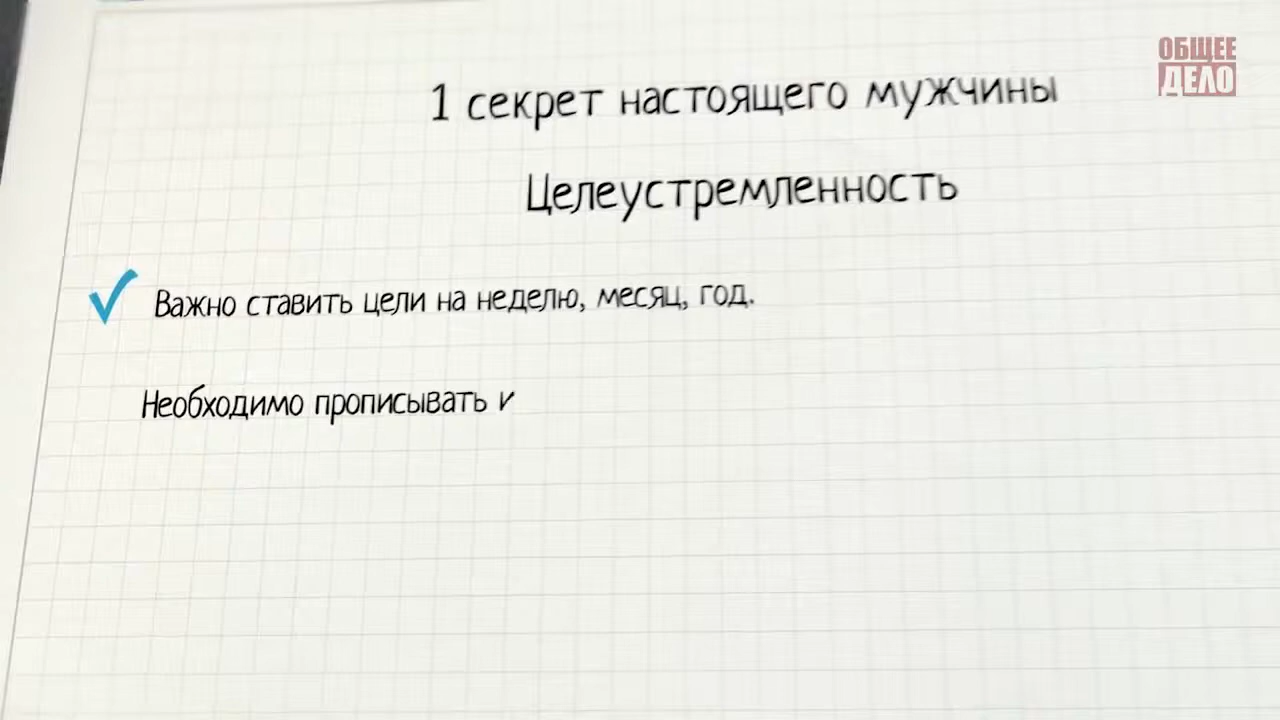 ОБЩЕЕ
ДЕЛО
1 секрет настоящего мужчины
Целеустремленность
Важно ставить цели на неделю, месяц, год.
Необходимо прописывать